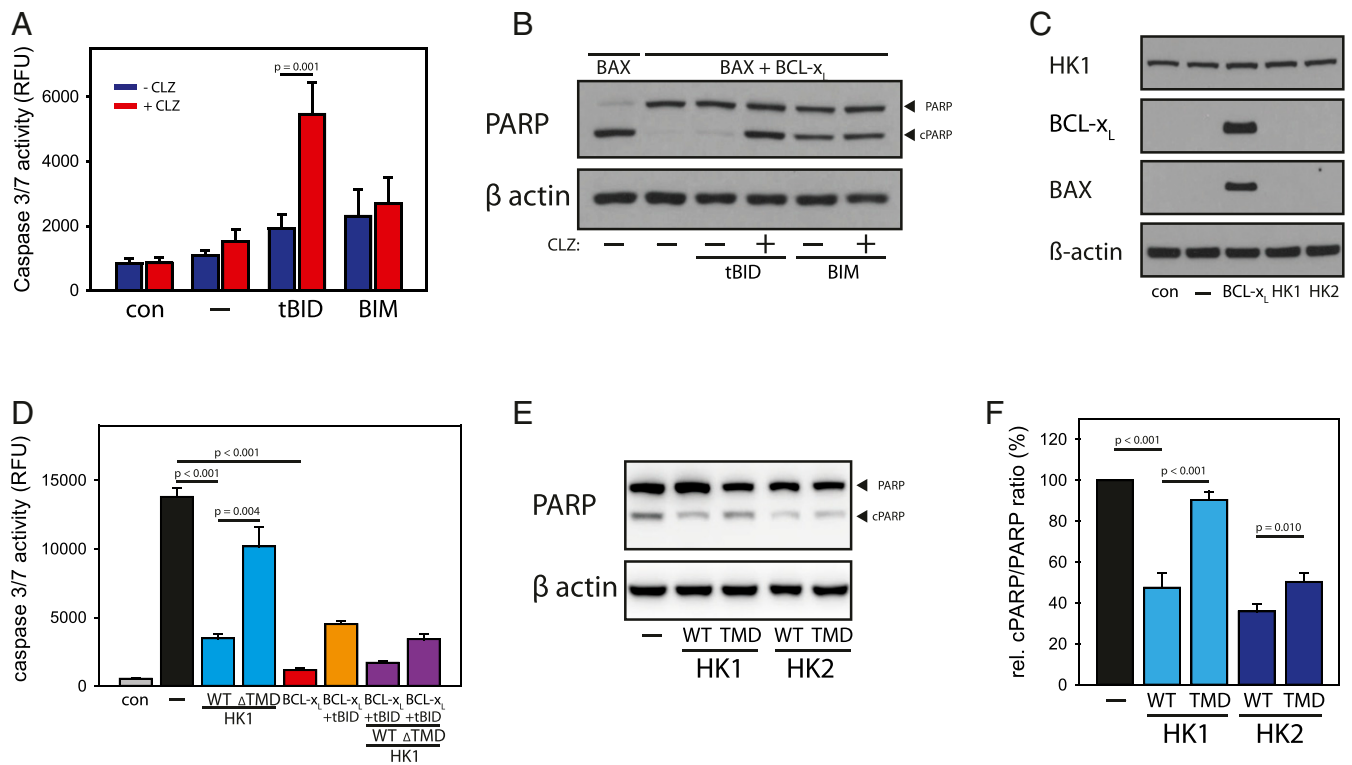 A
Caspase 3/7 activity (RFU)
6000
4000
2000
0
- CLZ
+ CLZ
p = 0.001
con
–
tBID
BIM
B
BAX
BAX + BCL-xL
PARP
PARP
cPARP
β actin
CLZ:
– – – + – +
tBID
BIM
C
HK1
BCL-xL
BAX
ß-actin
con – BCL-xL HK1 HK2
D
caspase 3/7 activity (RFU)
15000
10000
5000
0
p < 0.001
p < 0.001
p = 0.004
con – WT ΔTMD BCL-xL BCL-xL BCL-xL BCL-xL
+tBID +tBID +tBID
HK1
WT ΔTMD
HK1
E
PARP
PARP
cPARP
β actin
– WT TMD WT TMD
HK1 HK2
F
rel. cPARP/PARP ratio (%)
120
100
80
60
40
20
0
p < 0.001
p < 0.001
p = 0.010
– WT TMD WT TMD
HK1 HK2